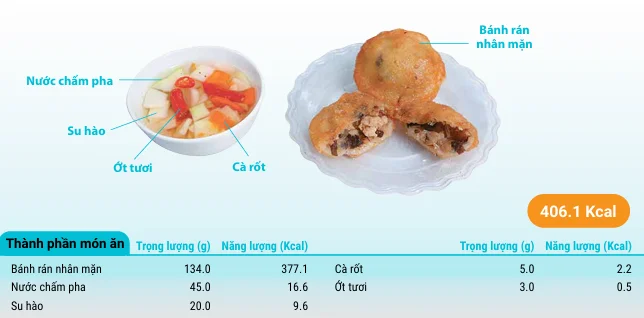 Bánh rán
nhân mặn
Nước chấm pha
Su hào
Ớt tươi
Cà rốt
406.1 Kcal
Thành phần món ăn Trọng lượng (g) Năng lượng (Kcal) Trọng lượng (g) Năng lượng (Kcal)
Bánh rán nhân mặn 134.0 377.1 Cà rốt 5.0 2.2
Nước chấm pha 45.0 16.6 Ớt tươi 3.0 0.5
Su hào 20.0 9.6